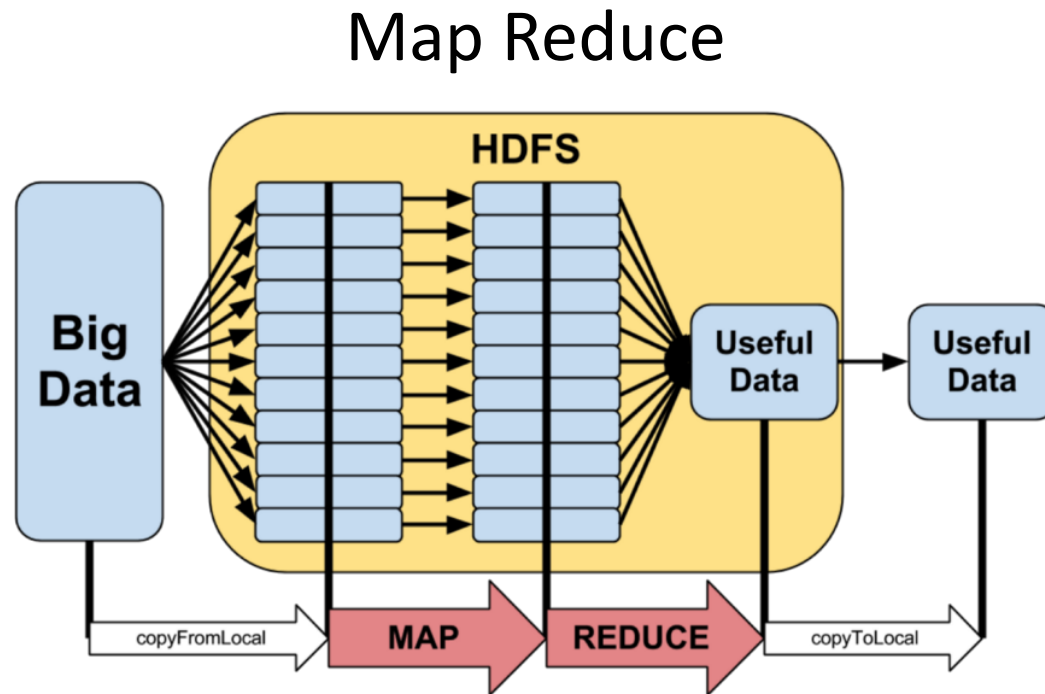 Map Reduce
HDFS
Big
Data
Useful
Data
Useful
Data
copyFromLocal
MAP
REDUCE
copyToLocal